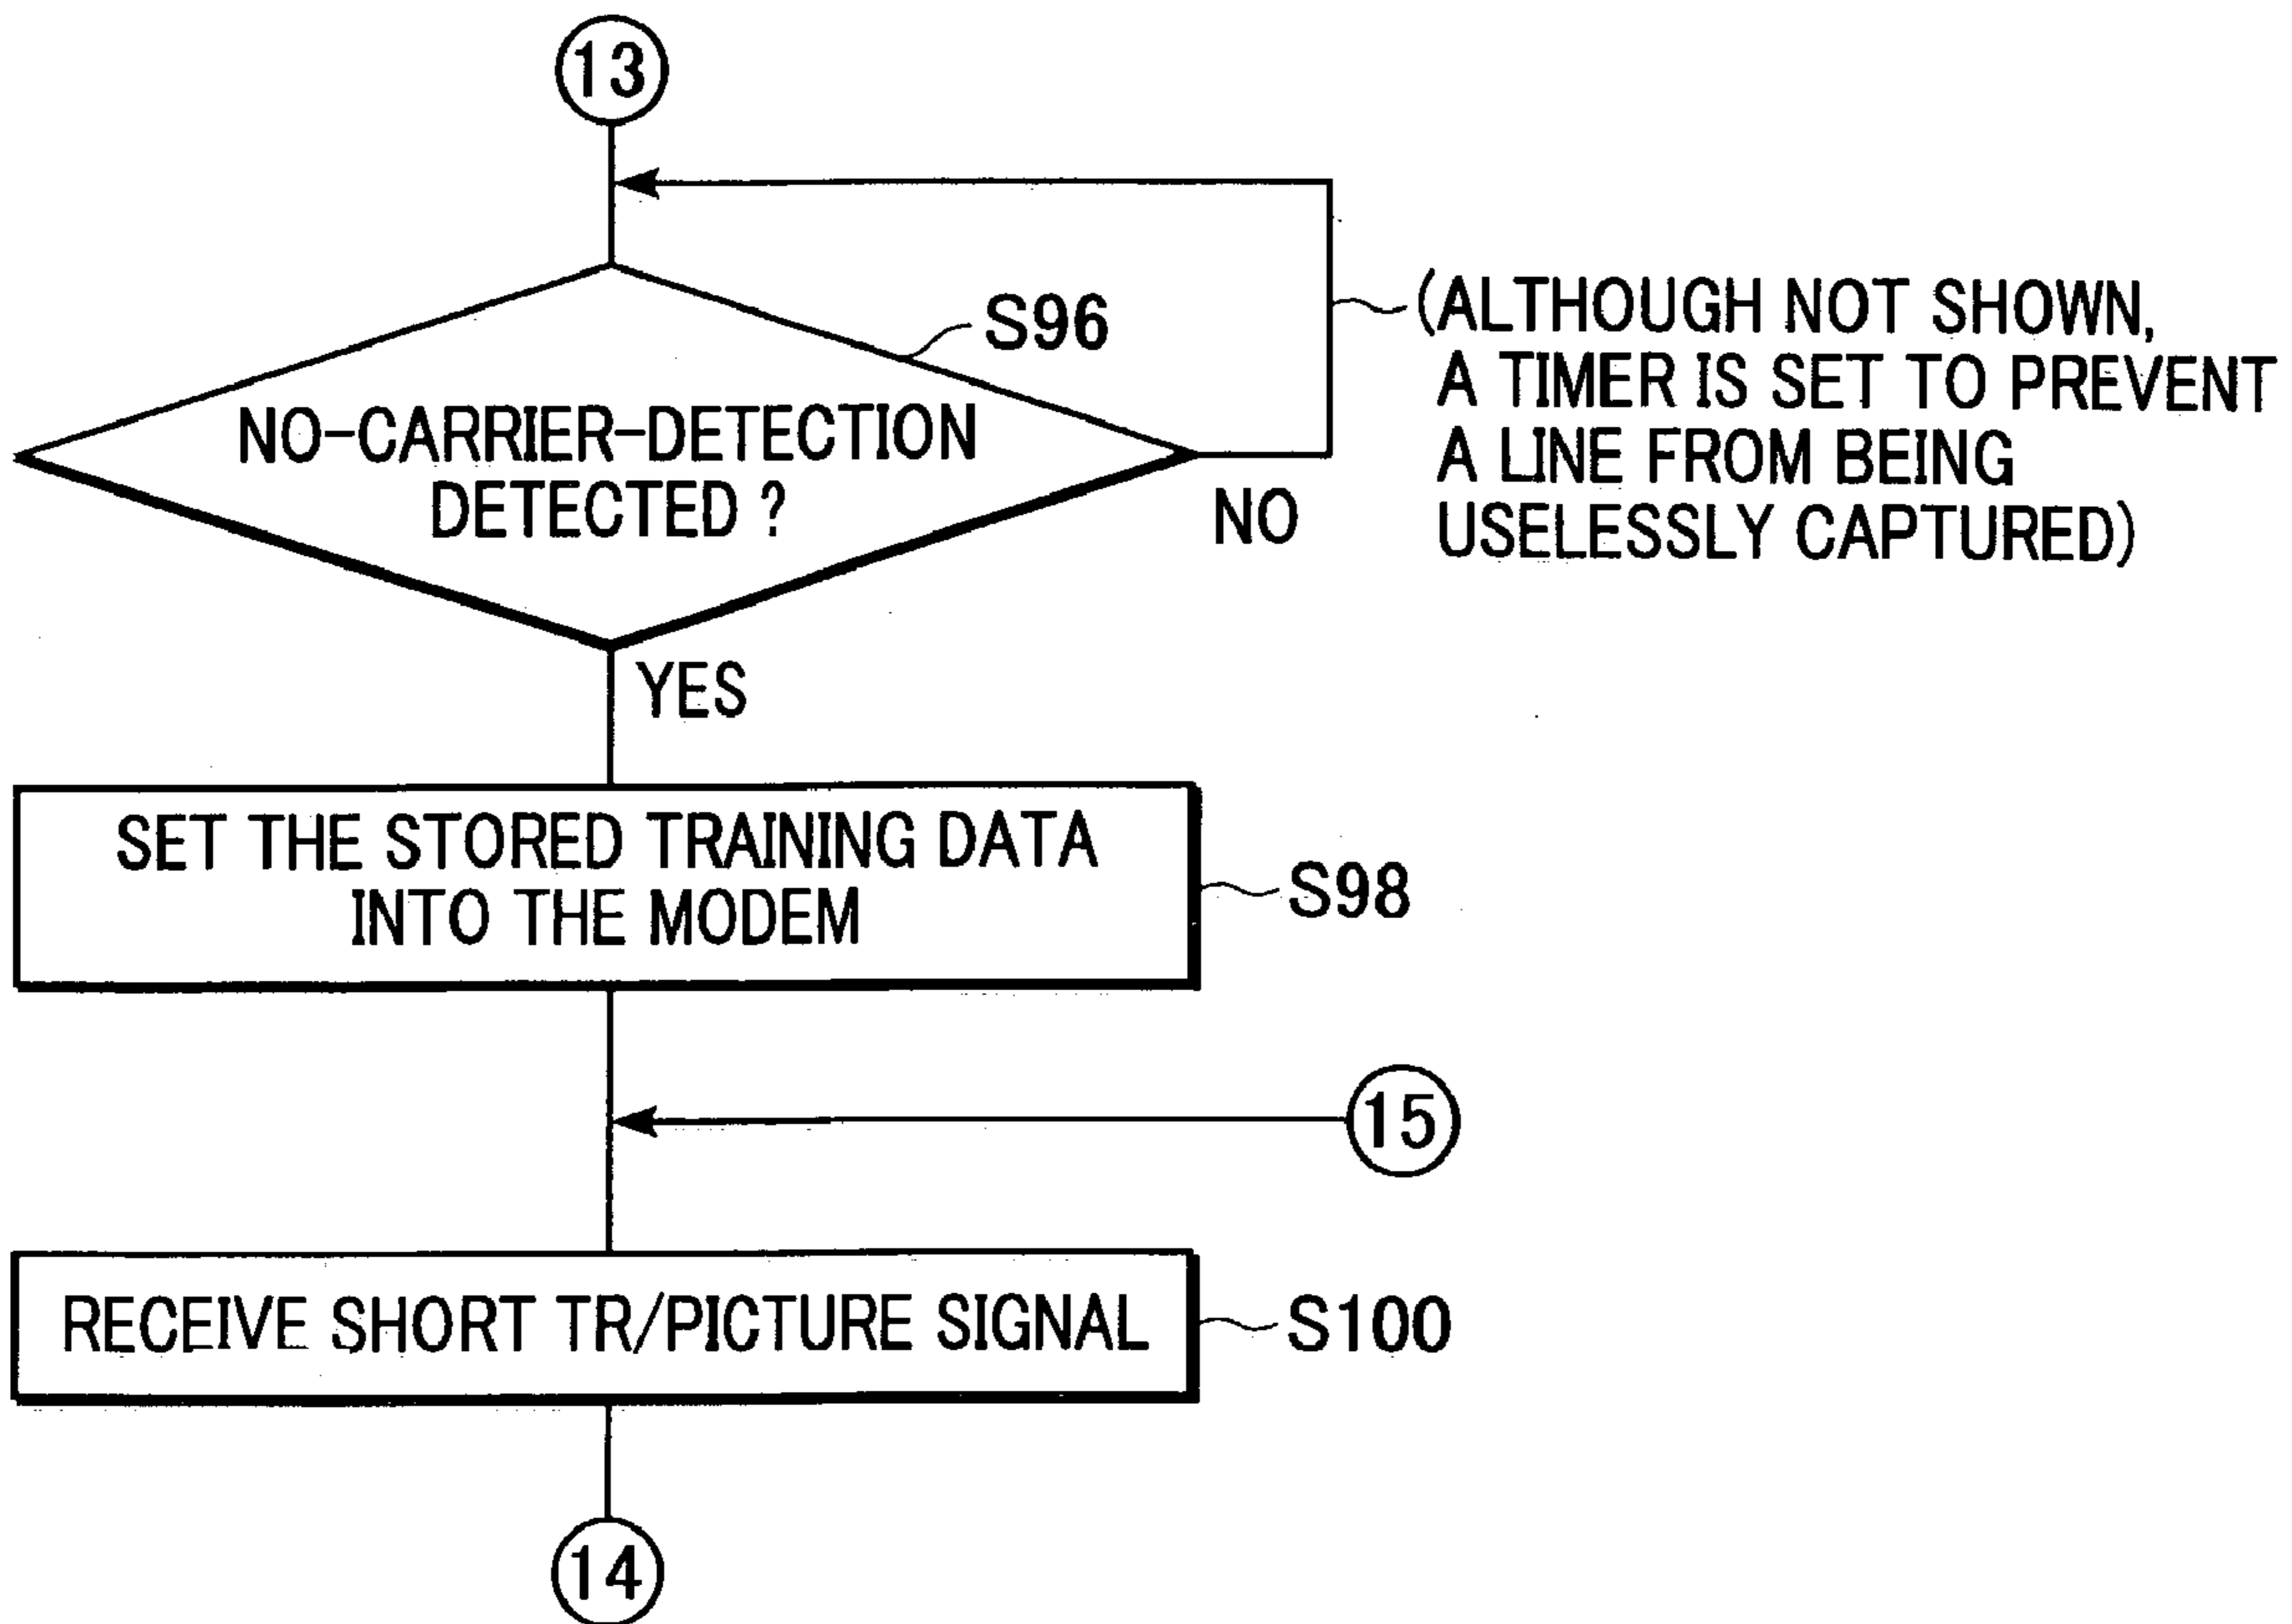 13
S96
(ALTHOUGH NOT SHOWN,
A TIMER IS SET TO PREVENT
A LINE FROM BEING
USELESSLY CAPTURED)
NO-CARRIER-DETECTION
DETECTED ?
NO
YES
SET THE STORED TRAINING DATA
INTO THE MODEM
S98
15
RECEIVE SHORT TR/PICTURE SIGNAL
S100
14